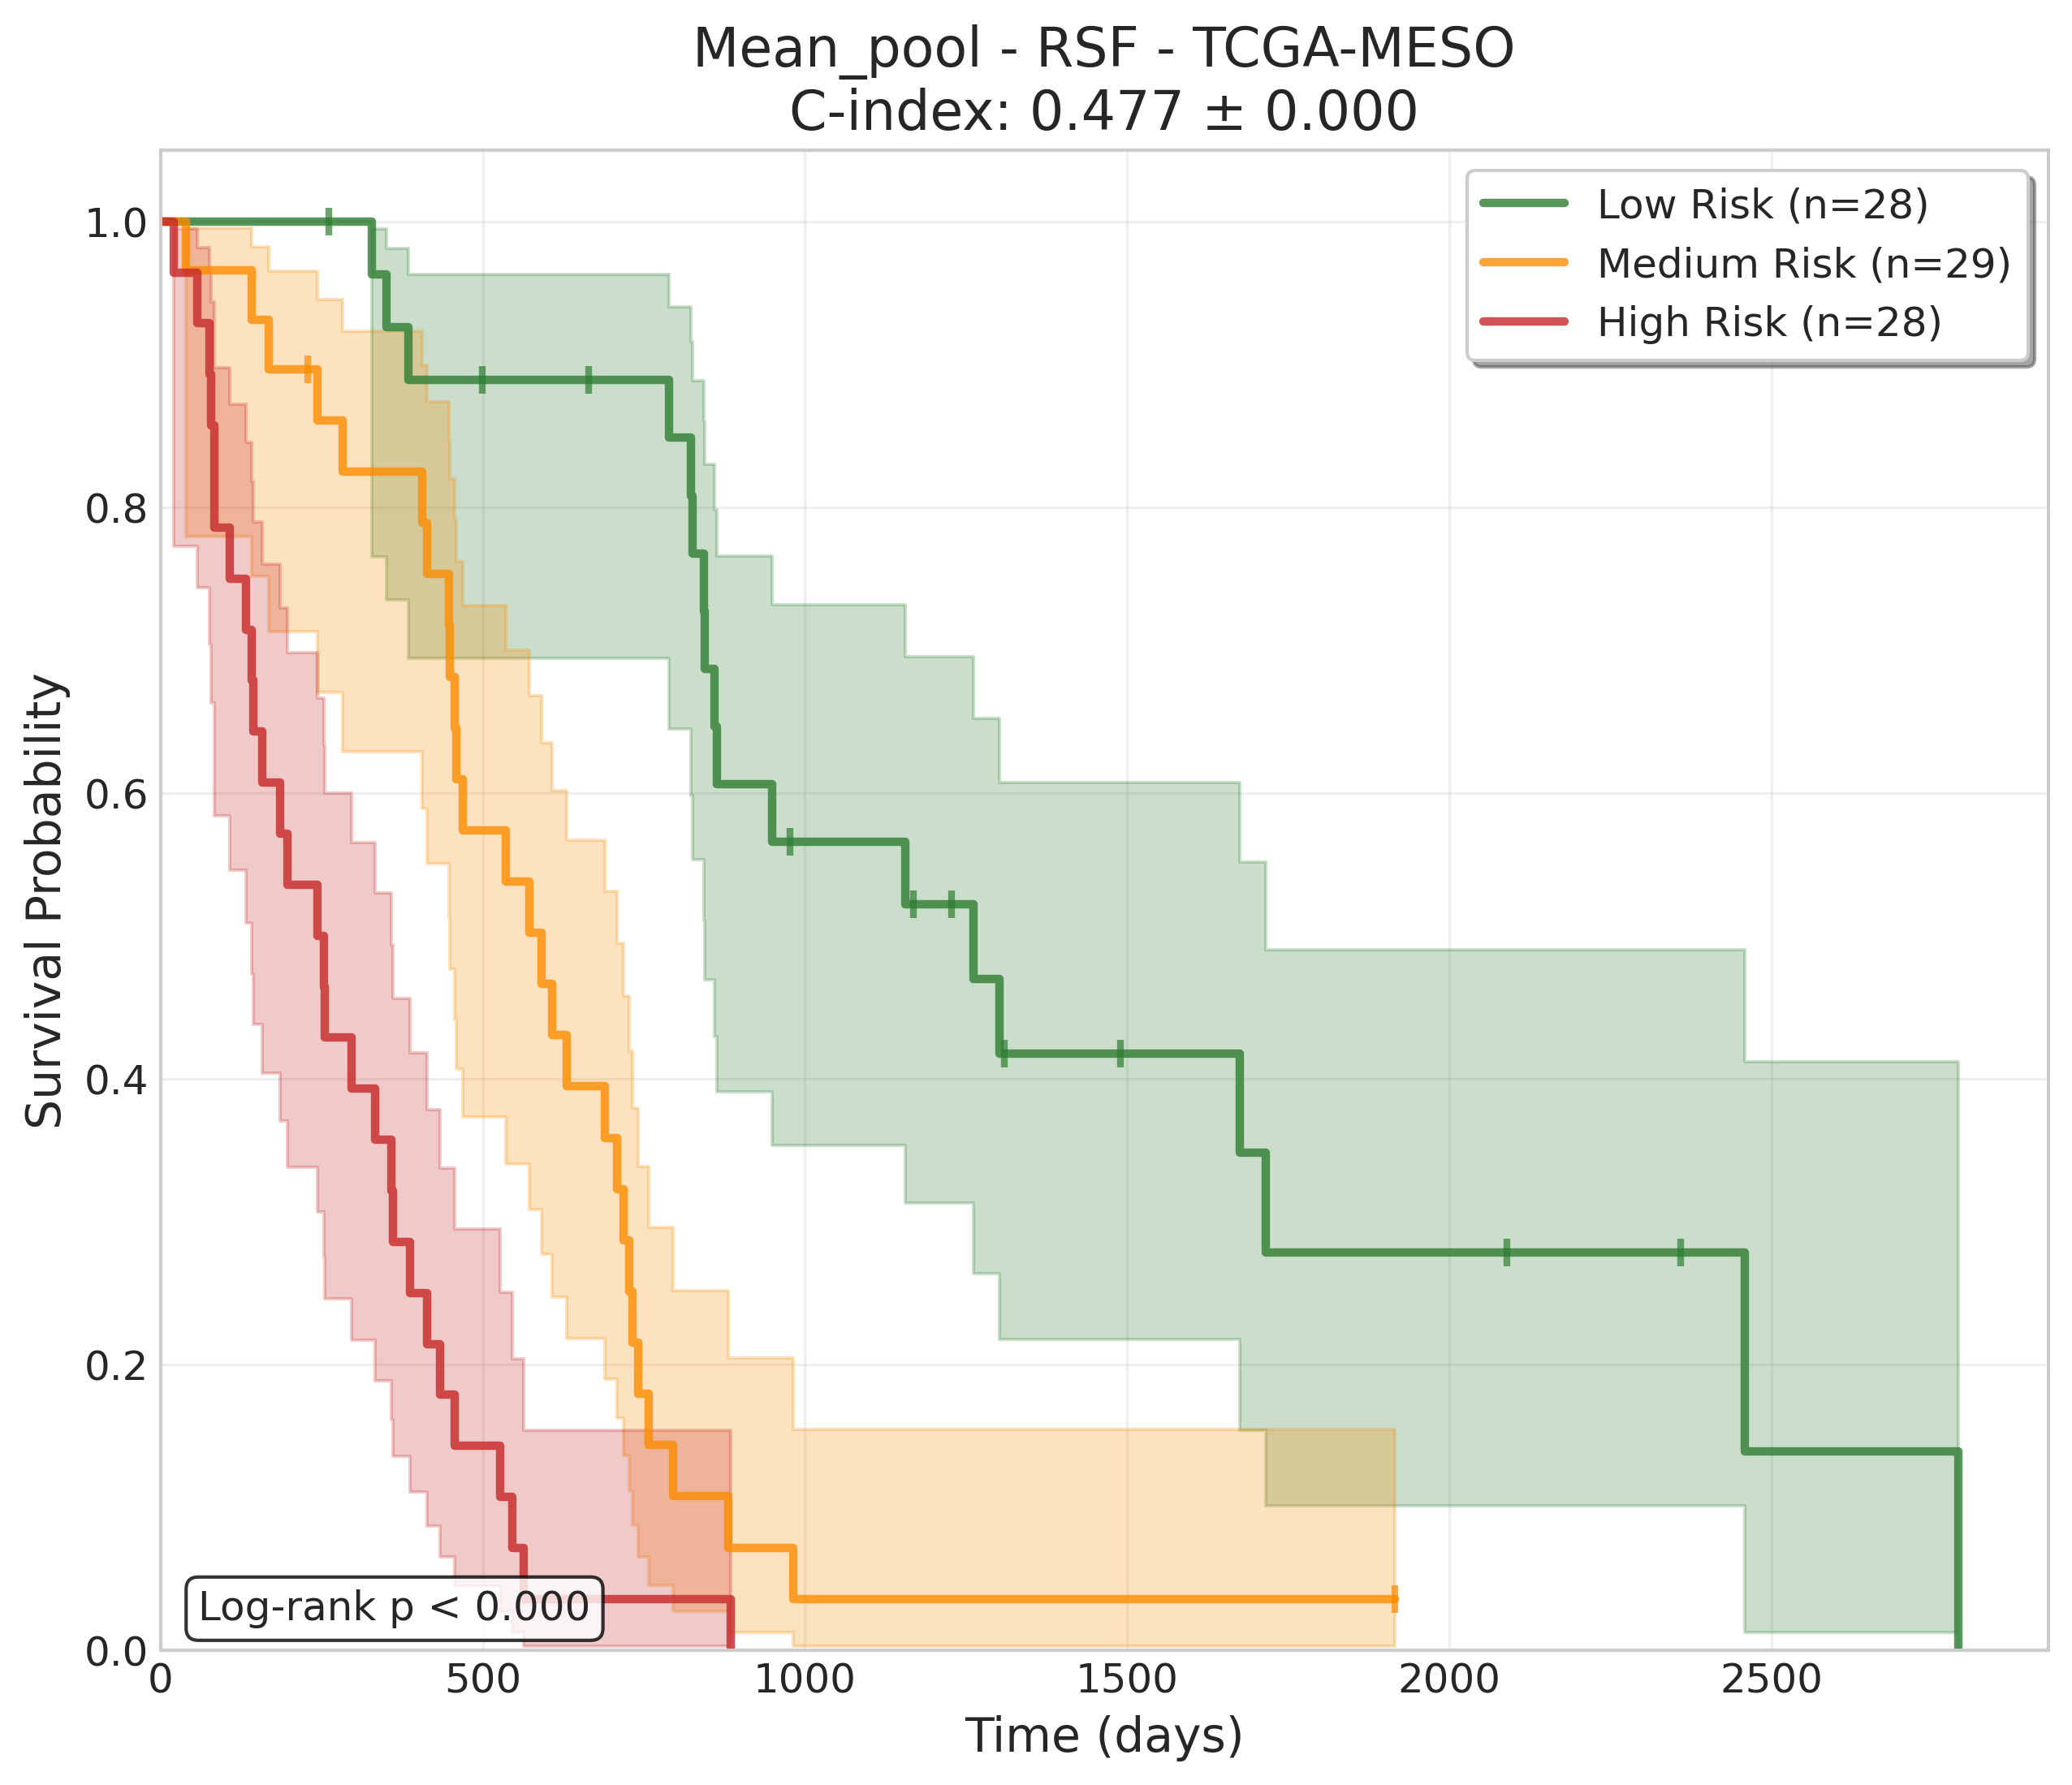 Mean_pool - RSF - TCGA-MESO
C-index: 0.477 ± 0.000
Low Risk (n=28)
Medium Risk (n=29)
High Risk (n=28)
Survival Probability
1.0
0.8
0.6
0.4
0.2
0.0
Log-rank p < 0.000
0 500 1000 1500 2000 2500
Time (days)